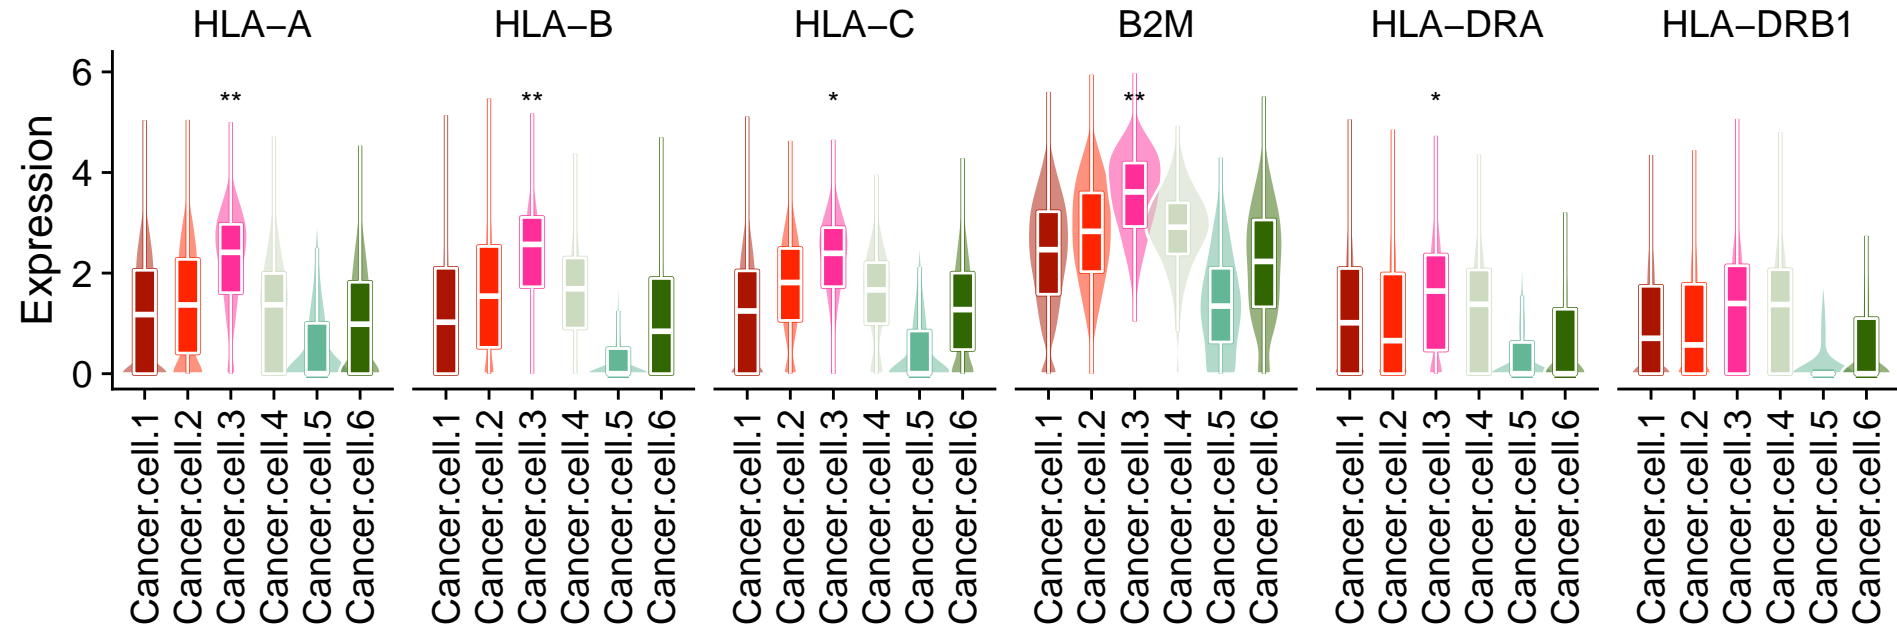 HLA−A HLA−B HLA−C B2M HLA−DRA HLA−DRB1
Expression
6
4
2
0
** ** * ** *
Cancer.cell.1 Cancer.cell.2 Cancer.cell.3 Cancer.cell.4 Cancer.cell.5 Cancer.cell.6
Cancer.cell.1 Cancer.cell.2 Cancer.cell.3 Cancer.cell.4 Cancer.cell.5 Cancer.cell.6
Cancer.cell.1 Cancer.cell.2 Cancer.cell.3 Cancer.cell.4 Cancer.cell.5 Cancer.cell.6
Cancer.cell.1 Cancer.cell.2 Cancer.cell.3 Cancer.cell.4 Cancer.cell.5 Cancer.cell.6
Cancer.cell.1 Cancer.cell.2 Cancer.cell.3 Cancer.cell.4 Cancer.cell.5 Cancer.cell.6
Cancer.cell.1 Cancer.cell.2 Cancer.cell.3 Cancer.cell.4 Cancer.cell.5 Cancer.cell.6